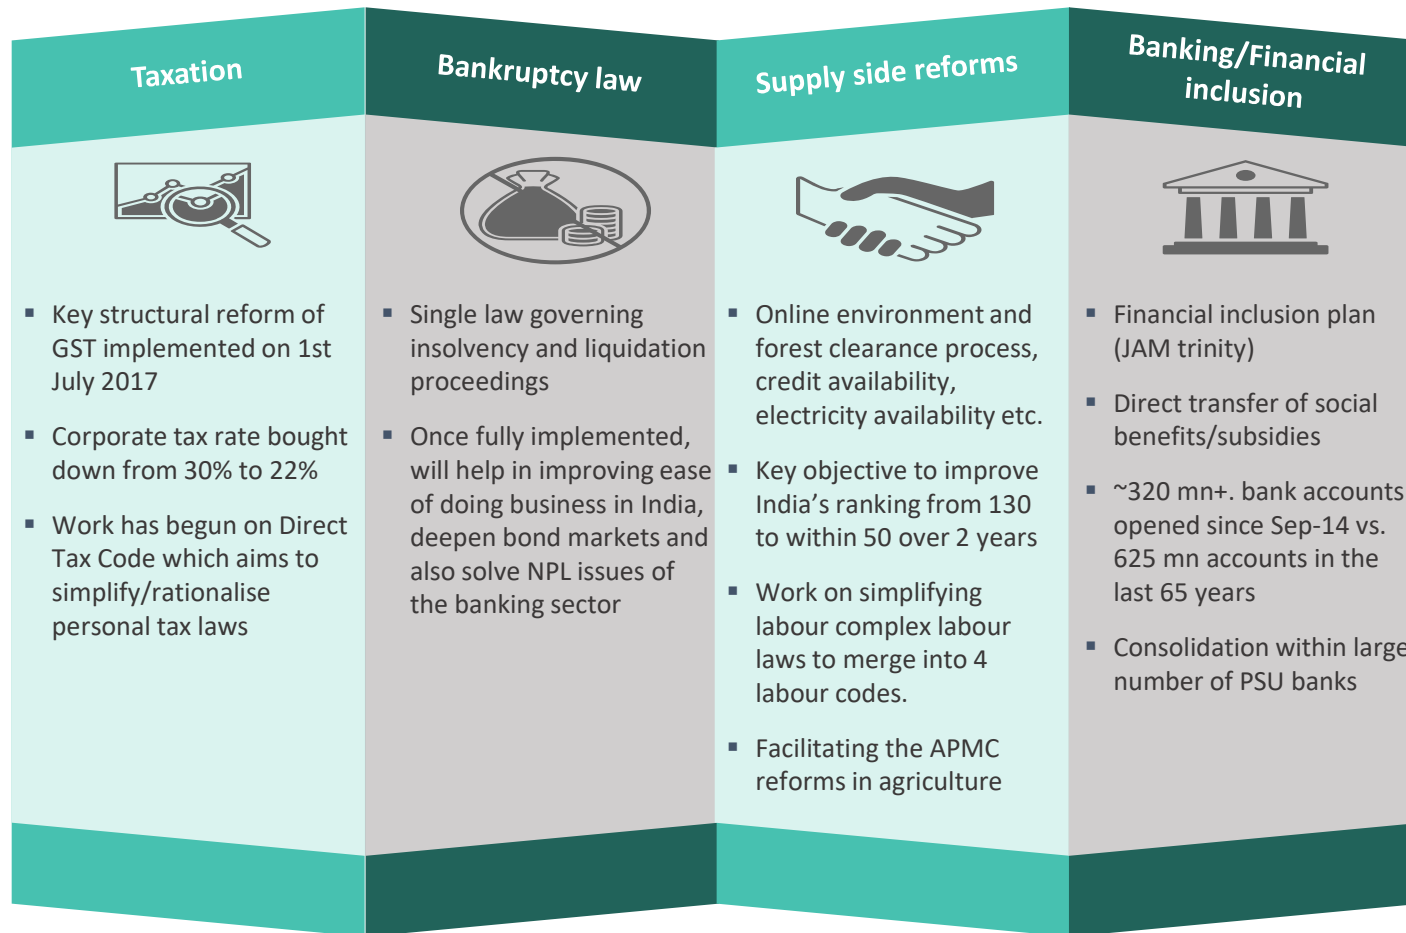 Taxation
▪ Key structural reform of
GST implemented on 1st
July 2017
▪ Corporate tax rate bought
down from 30% to 22%
▪ Work has begun on Direct
Tax Code which aims to
simplify/rationalise
personal tax laws
Bankruptcy law
▪ Single law governing
insolvency and liquidation
proceedings
▪ Once fully implemented,
will help in improving ease
of doing business in India,
deepen bond markets and
also solve NPL issues of
the banking sector
Supply side reforms
▪ Online environment and
forest clearance process,
credit availability,
electricity availability etc.
▪ Key objective to improve
India’s ranking from 130
to within 50 over 2 years
▪ Work on simplifying
labour complex labour
laws to merge into 4
labour codes.
▪ Facilitating the APMC
reforms in agriculture
Banking/Financial
inclusion
▪ Financial inclusion plan
(JAM trinity)
▪ Direct transfer of social
benefits/subsidies
▪ ~320 mn+. bank accounts
opened since Sep-14 vs.
625 mn accounts in the
last 65 years
▪ Consolidation within large
number of PSU banks